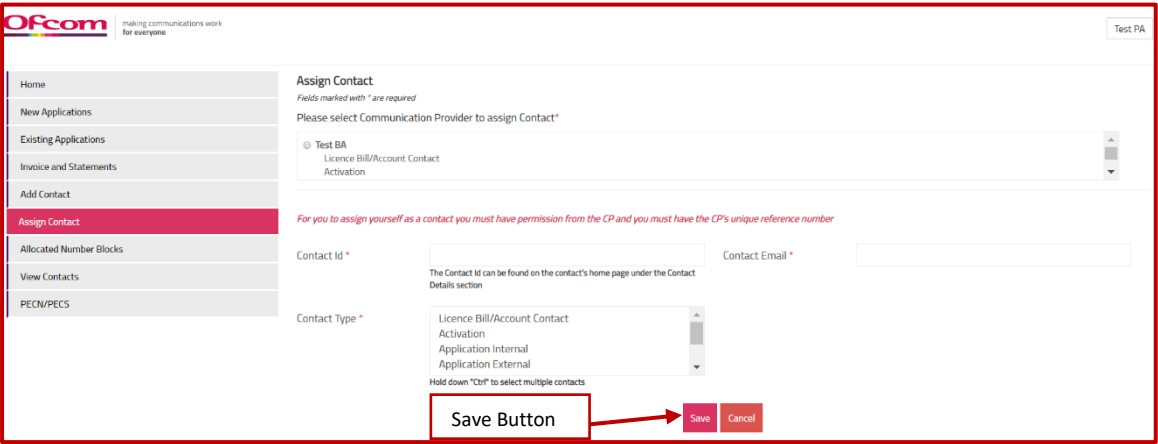 Ofcom
making communications work
for everyone
Test PA
Home
New Applications
Existing Applications
Invoice and Statements
Add Contact
Assign Contact
Allocated Number Blocks
View Contacts
PECN/PECS
Assign Contact
Fields marked with * are required
Please select Communication Provider to assign Contact*
Test BA
Licence Bill/Account Contact
Activation
For you to assign yourself as a contact you must have permission from the CP and you must have the CP's unique reference number
Contact Id *
Contact Email *
The Contact Id can be found on the contact's home page under the Contact
Details section
Contact Type *
Licence Bill/Account Contact
Activation
Application Internal
Application External
Hold down "Ctrl" to select multiple contacts
Save Button
Save
Cancel